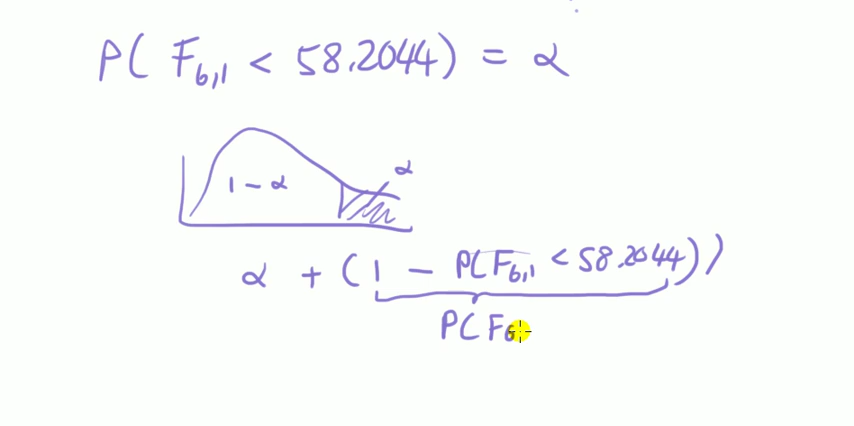 P( F6,1 < 58.2044) = α
α
1 - α
α + (1 - P(F6,1 < 58.2044))
P( F6